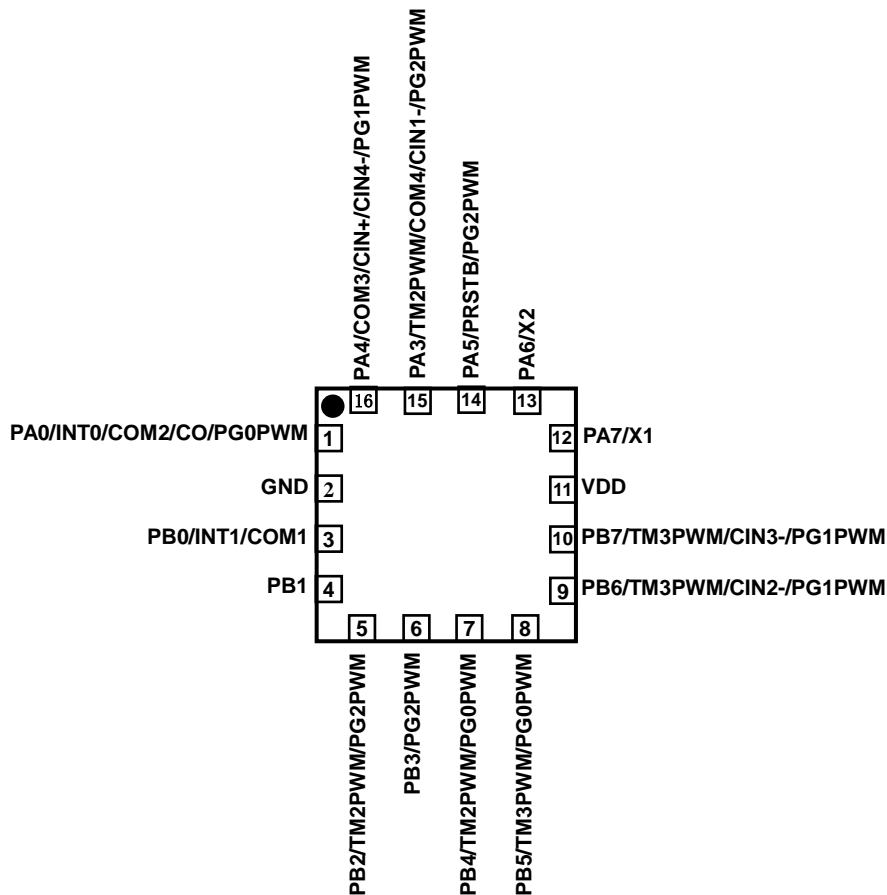 PA4/COM3/CIN+/CIN4-/PG1PWM
PA3/TM2PWM/COM4/CIN1-/PG2PWM
PA5/PRSTB/PG2PWM
PA6/X2
16
15
14
13
PA0/INT0/COM2/CO/PG0PWM
1
12
PA7/X1
GND
2
11
VDD
PB0/INT1/COM1
3
10
PB7/TM3PWM/CIN3-/PG1PWM
PB1
4
9
PB6/TM3PWM/CIN2-/PG1PWM
5
6
7
8
PB2/TM2PWM/PG2PWM
PB3/PG2PWM
PB4/TM2PWM/PG0PWM
PB5/TM3PWM/PG0PWM